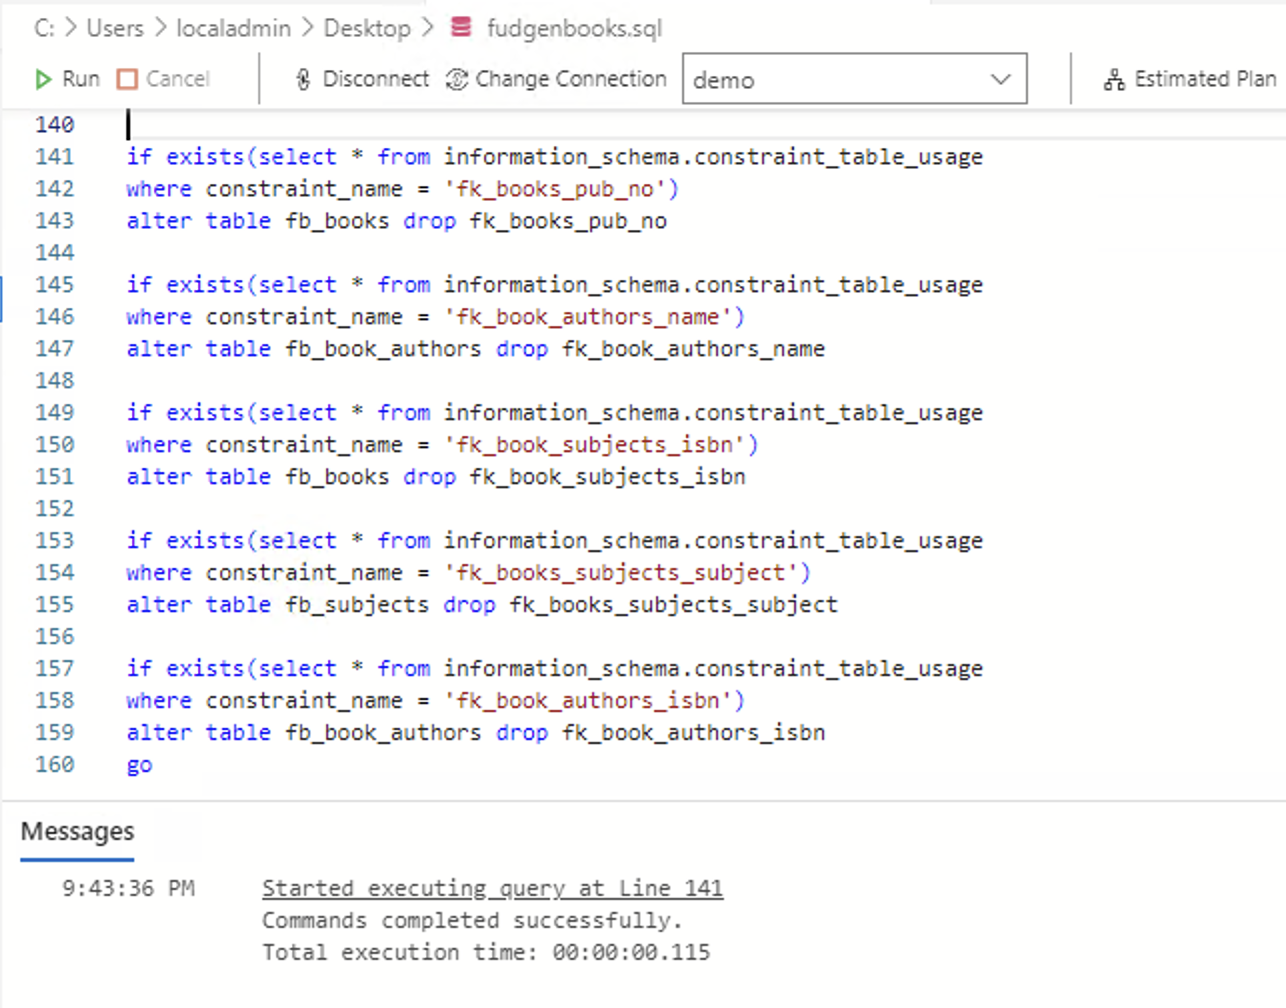 C: > Users > localadmin > Desktop > fudgenbooks.sql
Run Cancel Disconnect Change Connection demo Estimated Plan
140
141 if exists(select * from information_schema.constraint_table_usage
142 where constraint_name = 'fk_books_pub_no')
143 alter table fb_books drop fk_books_pub_no
144
145 if exists(select * from information_schema.constraint_table_usage
146 where constraint_name = 'fk_book_authors_name')
147 alter table fb_book_authors drop fk_book_authors_name
148
149 if exists(select * from information_schema.constraint_table_usage
150 where constraint_name = 'fk_book_subjects_isbn')
151 alter table fb_books drop fk_book_subjects_isbn
152
153 if exists(select * from information_schema.constraint_table_usage
154 where constraint_name = 'fk_books_subjects_subject')
155 alter table fb_subjects drop fk_books_subjects_subject
156
157 if exists(select * from information_schema.constraint_table_usage
158 where constraint_name = 'fk_book_authors_isbn')
159 alter table fb_book_authors drop fk_book_authors_isbn
160 go
Messages
9:43:36 PM Started executing query at Line 141
Commands completed successfully.
Total execution time: 00:00:00.115